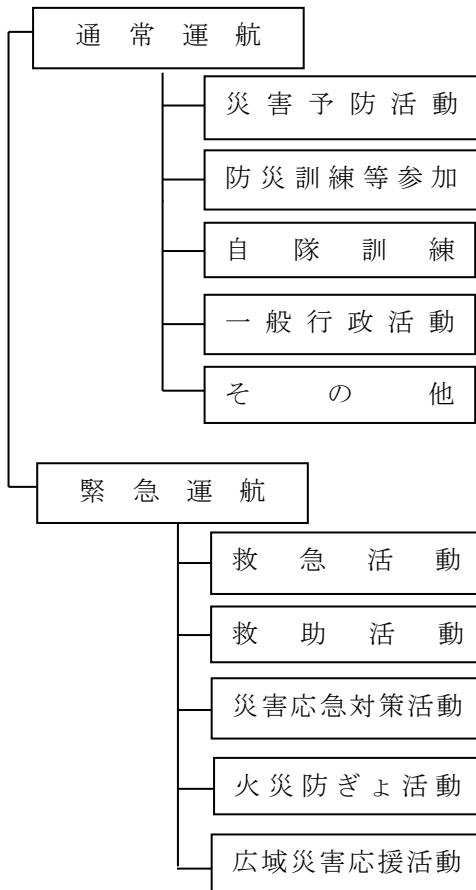 通常運航
災害予防活動
防災訓練等参加
自隊訓練
一般行政活動
その他
緊急運航
救急活動
救助活動
災害応急対策活動
火災防ぎょ活動
広域災害応援活動